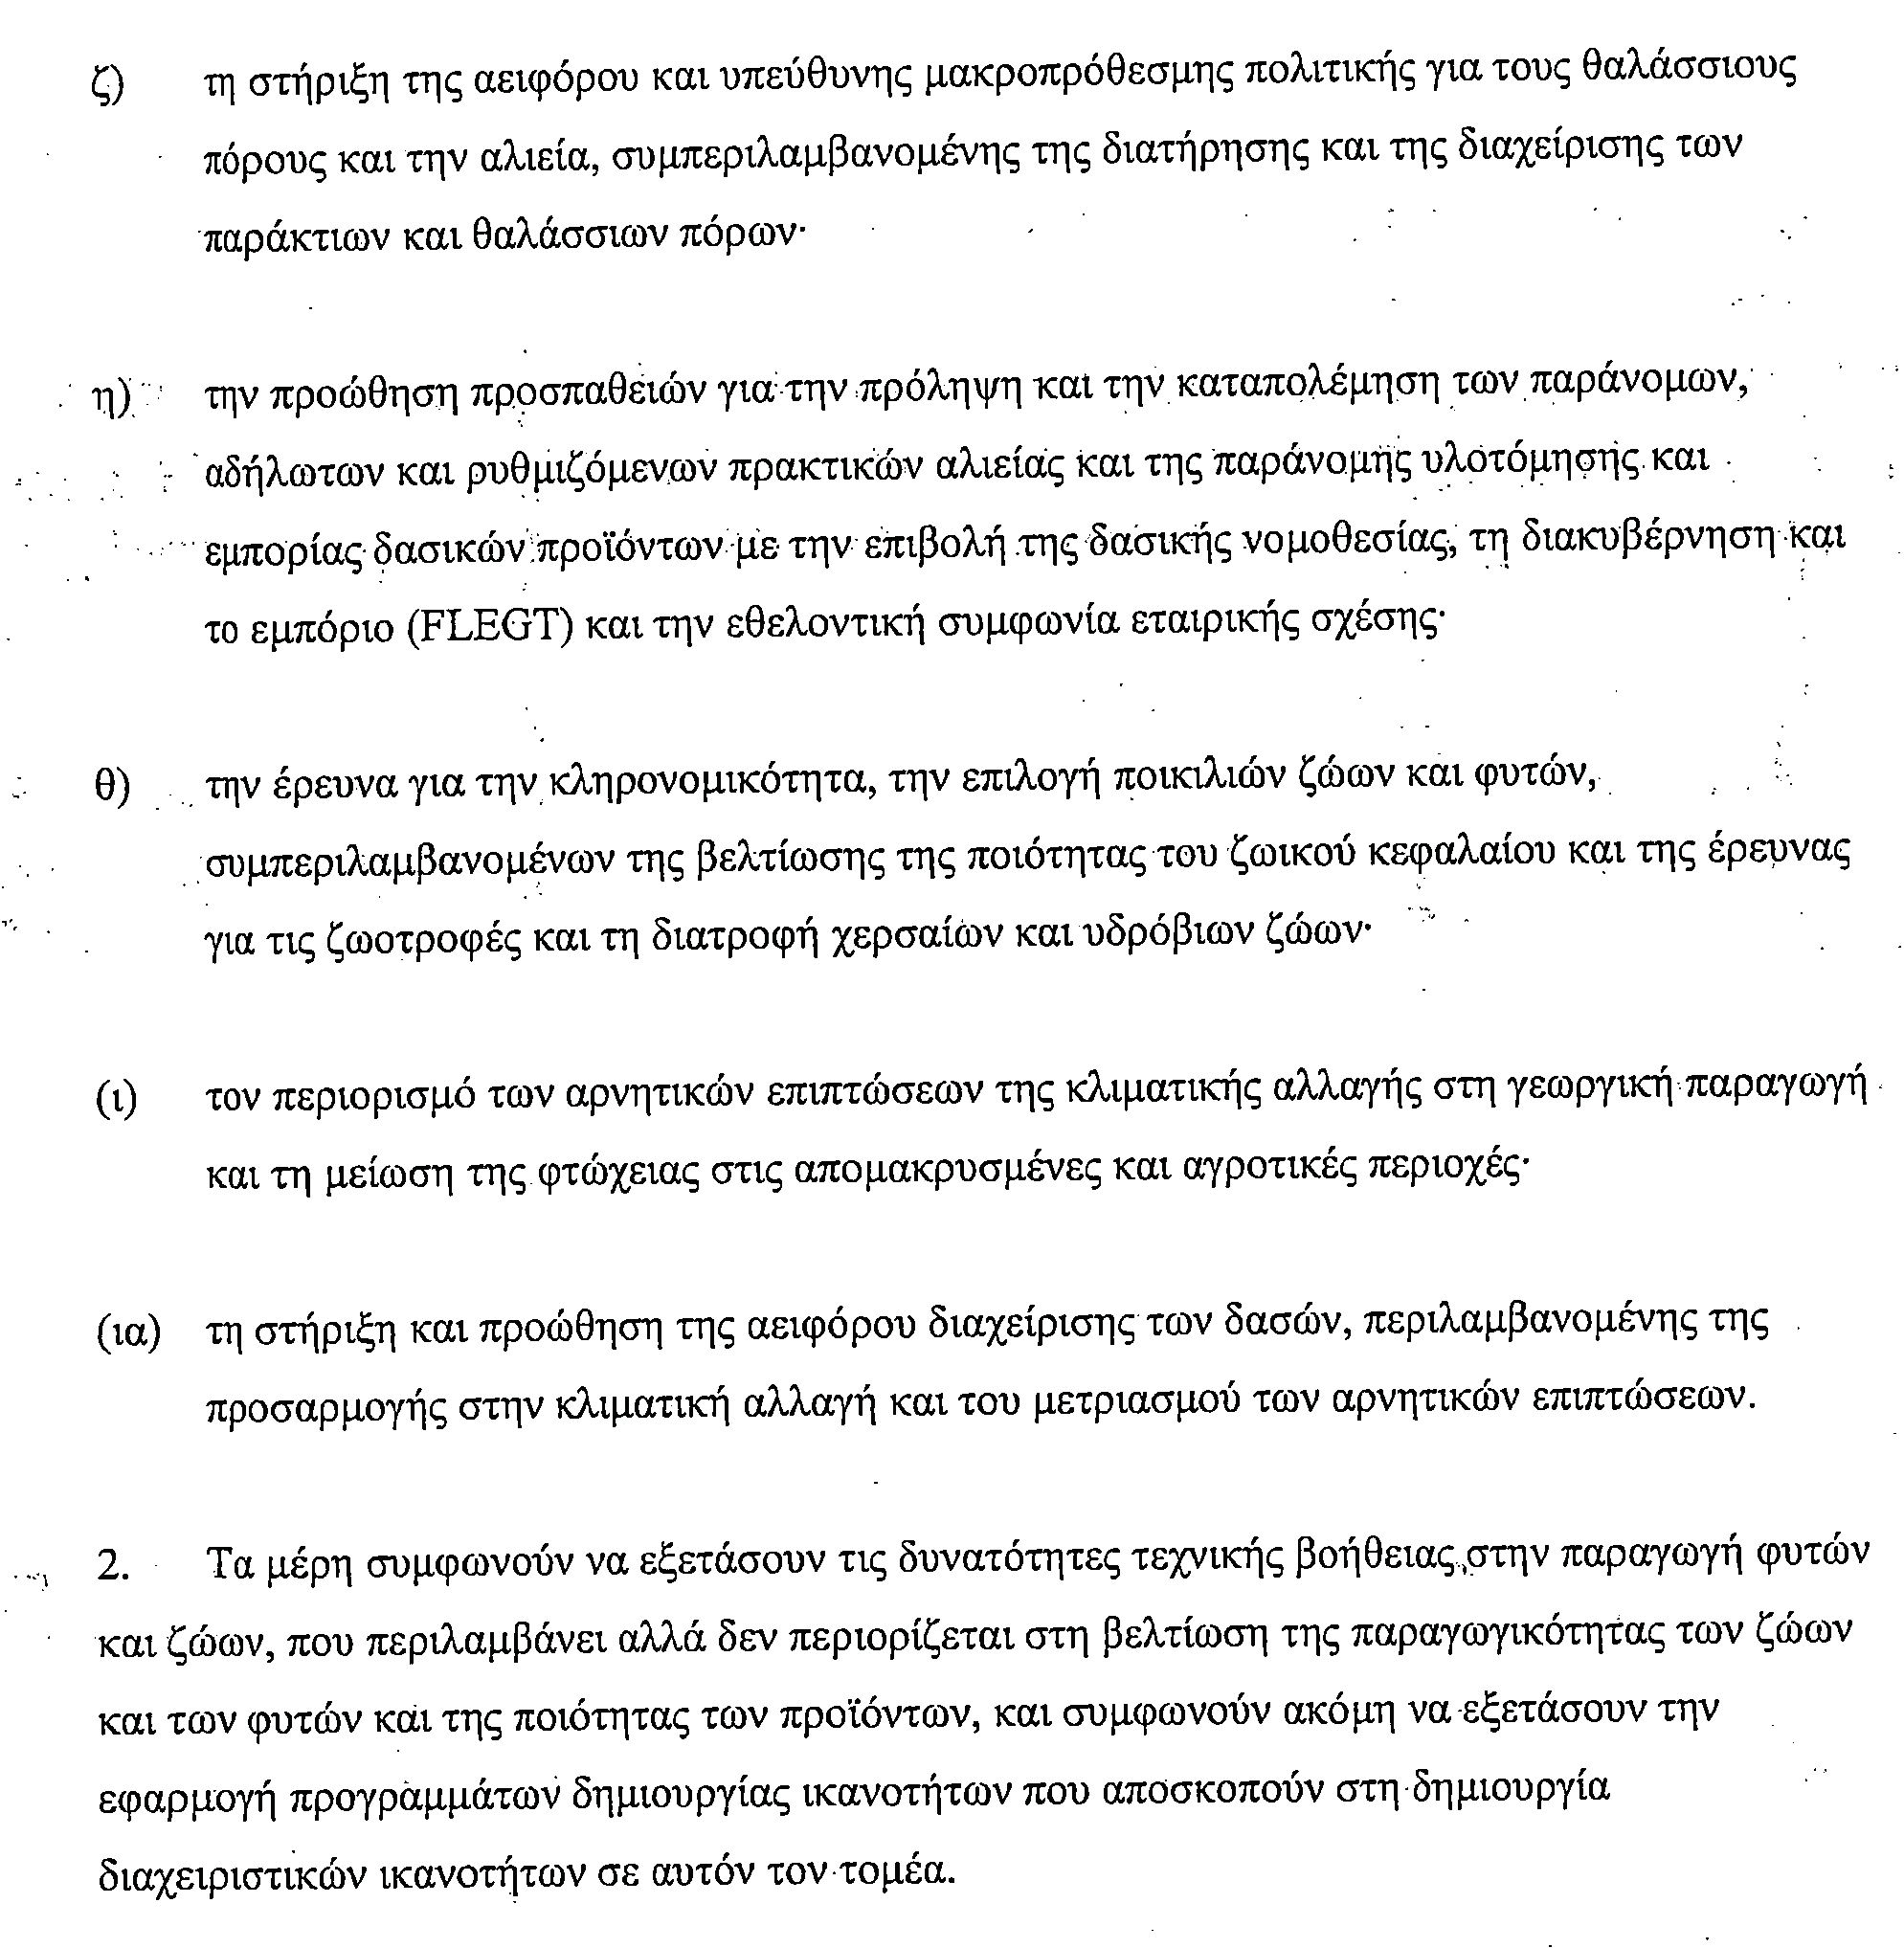 ζ) τη στήριξη της αειφόρου και υπεύθυνης μακροπρόθεσμης πολιτικής για τους θαλάσσιους
πόρους και την αλιεία, συμπεριλαμβανομένης της διατήρησης και της διαχείρισης των
παράκτιων και θαλάσσιων πόρων·
η) την προώθηση προσπαθειών για την πρόληψη και την καταπολέμηση των παράνομων,
αδήλωτων και ρυθμιζόμενων πρακτικών αλιείας και της παράνομής υλοτόμησής και
εμπορίας δασικών προϊόντων με την επιβολή της δασικής νομοθεσίας, τη διακυβέρνηση και
το εμπόριο (FLEGT) και την εθελοντική συμφωνία εταιρικής σχέσης·
θ) την έρευνα για την κληρονομικότητα, την επιλογή ποικιλιών ζώων και φυτών,
συμπεριλαμβανομένων της βελτίωσης της ποιότητας του ζωικού κεφαλαίου και της έρευνας
για τις ζωοτροφές και τη διατροφή χερσαίων και υδρόβιων ζώων·
(ι) τον περιορισμό των αρνητικών επιπτώσεων της κλιματικής αλλαγής στη γεωργική παραγωγή
και τη μείωση της φτώχειας στις απομακρυσμένες και αγροτικές περιοχές·
(ια) τη στήριξη και προώθηση της αειφόρου διαχείρισης των δασών, περιλαμβανομένης της
προσαρμογής στην κλιματική αλλαγή και του μετριασμού των αρνητικών επιπτώσεων.
2. Τα μέρη συμφωνούν να εξετάσουν τις δυνατότητες τεχνικής βοήθειας στην παραγωγή φυτών
και ζώων, που περιλαμβάνει αλλά δεν περιορίζεται στη βελτίωση της παραγωγικότητας των ζώων
και των φυτών και της ποιότητας των προϊόντων, και συμφωνούν ακόμη να εξετάσουν την
εφαρμογή προγραμμάτων δημιουργίας ικανοτήτων που αποσκοπούν στη δημιουργία
διαχειριστικών ικανοτήτων σε αυτόν τον τομέα.